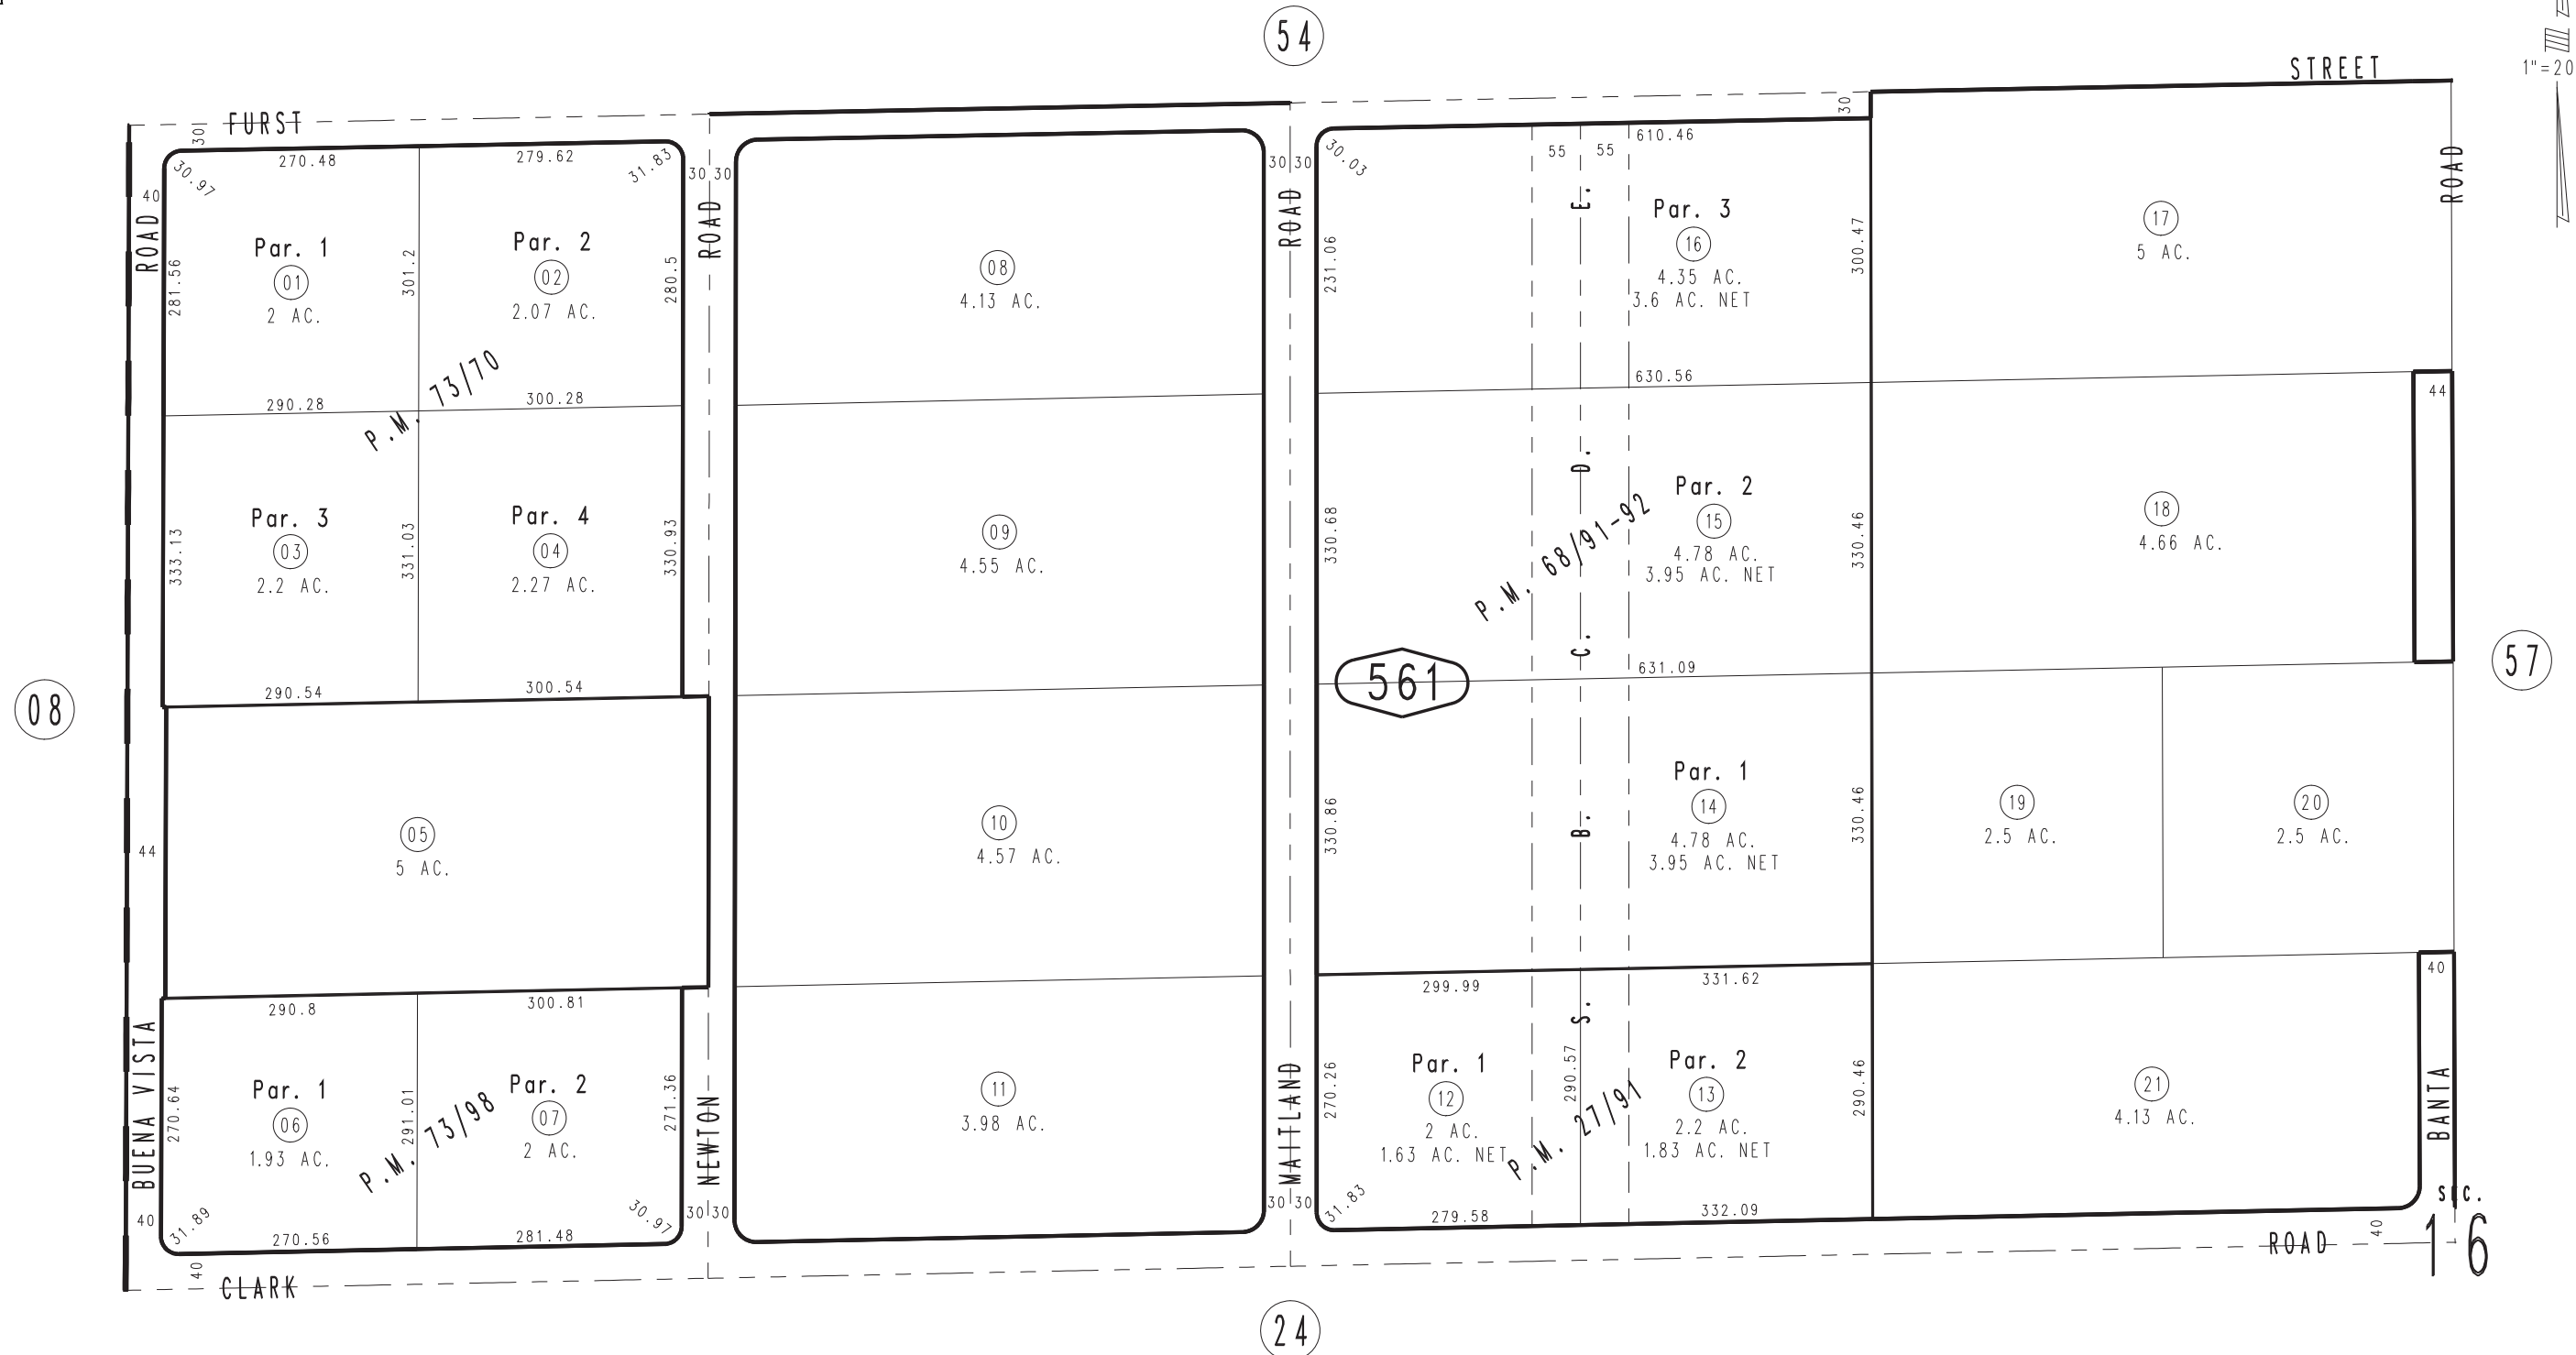 54
STREET
1"=20
FURST
30
30
610.46
270.48
279.62
30.97
31.83
30 30
30 30
30.03
55
55
40
ROAD
ROAD
ROAD
ROAD
E.
Par. 3
16
4.35 AC.
3.6 AC. NET
17
5 AC.
Par. 1
01
2 AC.
Par. 2
02
2.07 AC.
281.56
301.2
280.5
08
4.13 AC.
231.06
300.47
290.28
300.28
630.56
44
P.M. 73/70
D.
Par. 3
03
2.2 AC.
Par. 4
04
2.27 AC.
333.13
331.03
330.93
09
4.55 AC.
330.68
P.M. 68/91-92
Par. 2
15
4.78 AC.
3.95 AC. NET
330.46
18
4.66 AC.
C.
290.54
300.54
561
631.09
57
08
44
05
5 AC.
10
4.57 AC.
330.86
B.
Par. 1
14
4.78 AC.
3.95 AC. NET
330.46
19
2.5 AC.
20
2.5 AC.
290.8
300.81
299.99
331.62
40
S.
BUENA VISTA
270.64
Par. 1
06
1.93 AC.
291.01
P.M. 73/98
Par. 2
07
2 AC.
271.36
NEWTON
11
3.98 AC.
MAITLAND
270.26
Par. 1
12
2 AC.
1.63 AC. NET
290.57
P.M. 27/91
Par. 2
13
2.2 AC.
1.83 AC. NET
290.46
21
4.13 AC.
BANTA
40
31.89
270.56
281.48
30.97
30 30
30 30
31.83
279.58
332.09
40
ROAD
16
40
CLARK
24